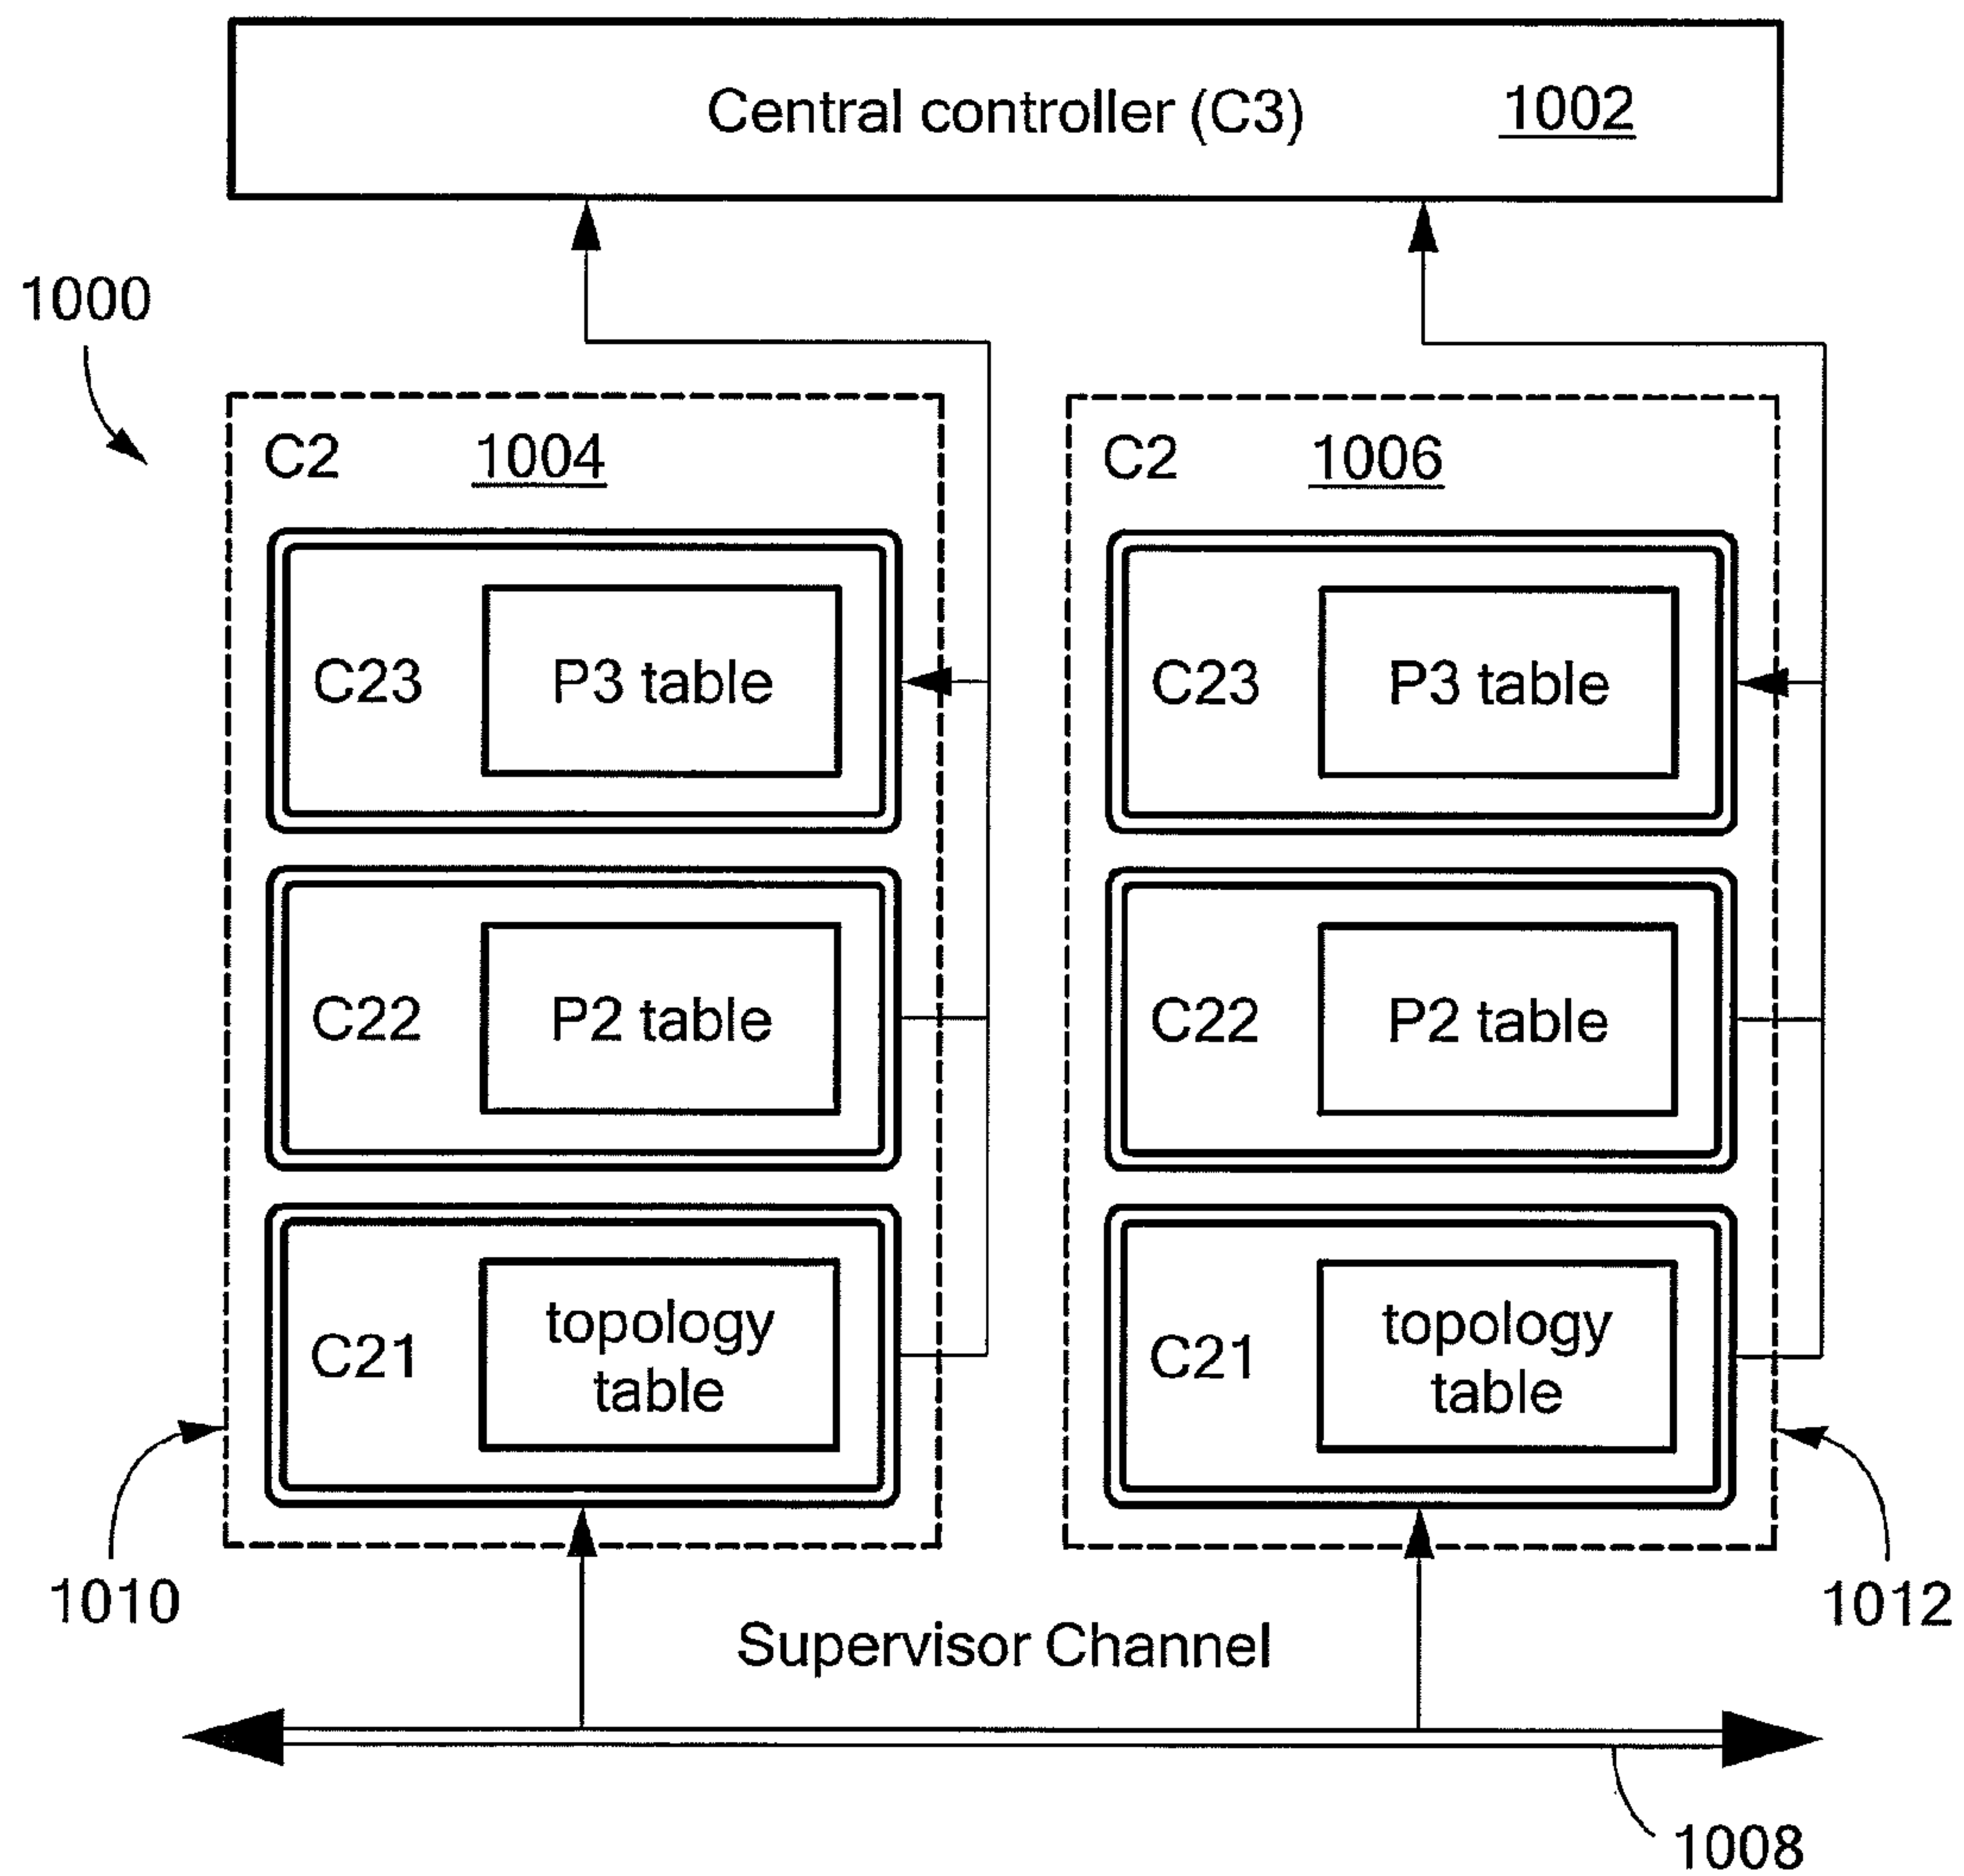 Central controller (C3) 1002
1000
C2 1004
C2 1006
C23 P3 table
C23 P3 table
C22 P2 table
C22 P2 table
C21 topology table
C21 topology table
1010
1012
Supervisor Channel
1008